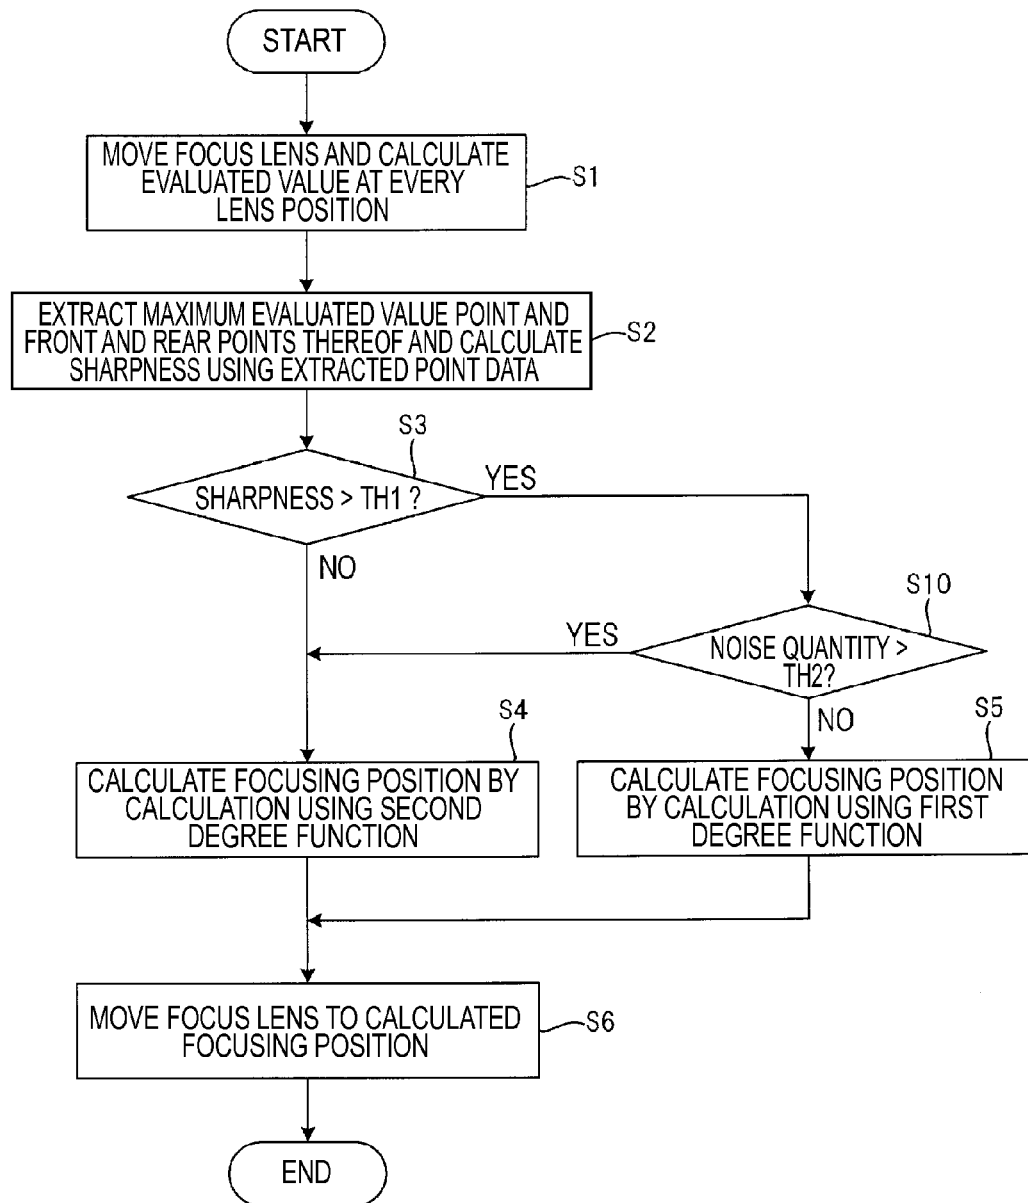 START
MOVE FOCUS LENS AND CALCULATE
EVALUATED VALUE AT EVERY
LENS POSITION
S1
EXTRACT MAXIMUM EVALUATED VALUE POINT AND
FRONT AND REAR POINTS THEREOF AND CALCULATE
SHARPNESS USING EXTRACTED POINT DATA
S2
S3
SHARPNESS > TH1 ?
YES
NO
S10
NOISE QUANTITY >
TH2?
YES
NO
S4
CALCULATE FOCUSING POSITION BY
CALCULATION USING SECOND
DEGREE FUNCTION
S5
CALCULATE FOCUSING POSITION
BY CALCULATION USING FIRST
DEGREE FUNCTION
MOVE FOCUS LENS TO CALCULATED
FOCUSING POSITION
S6
END